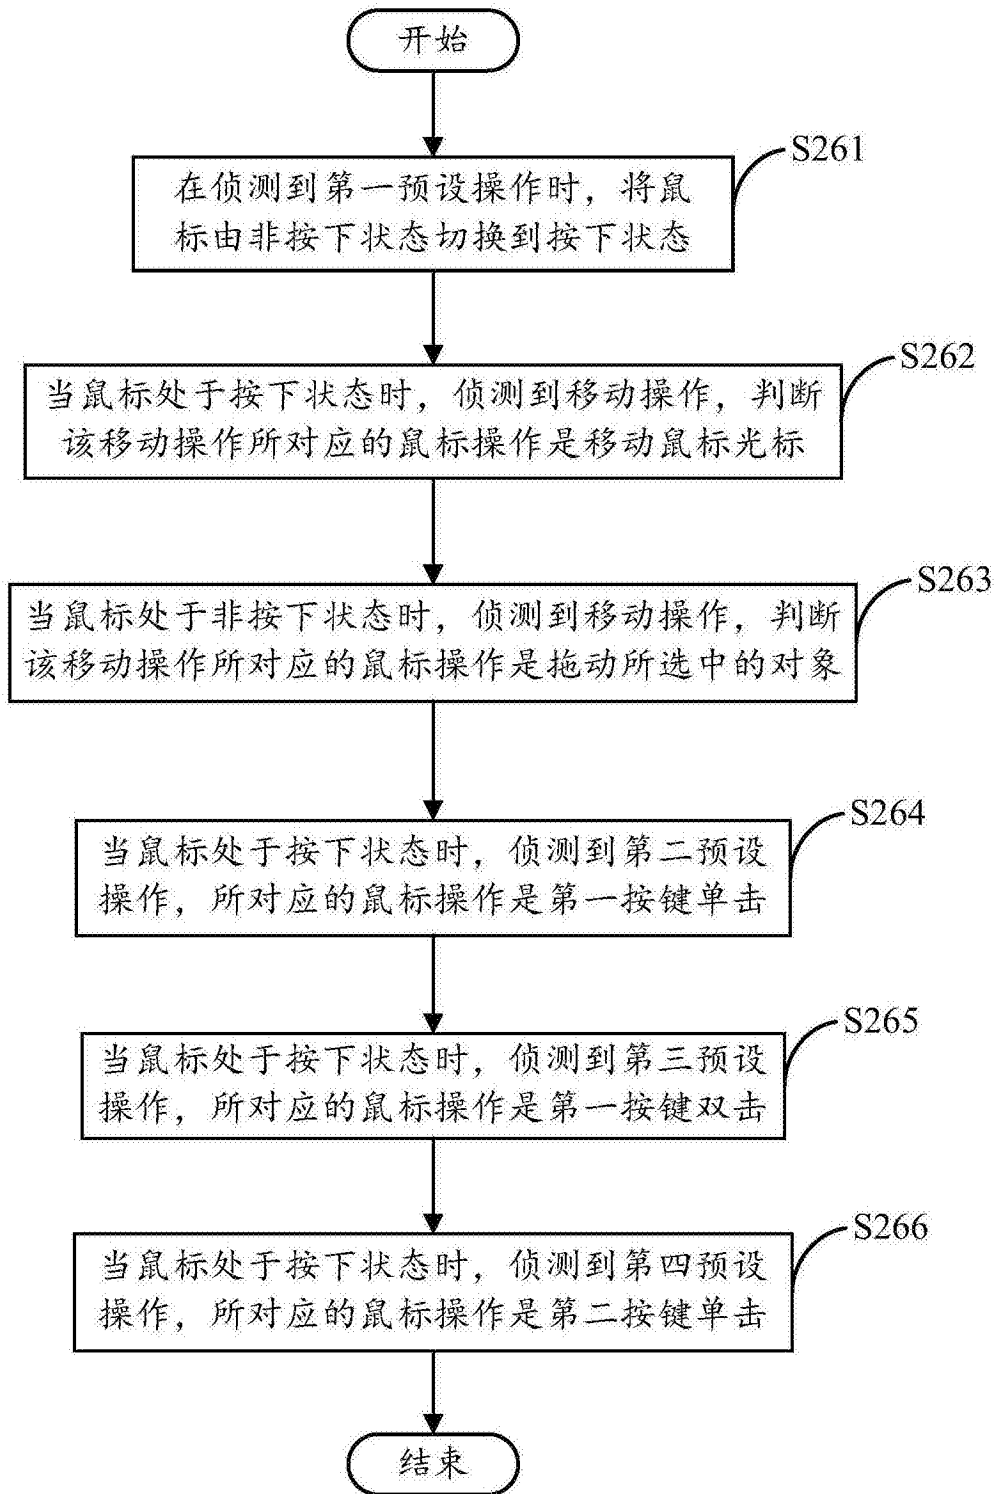 开始
S261
在侦测到第一预设操作时，将鼠
标由非按下状态切换到按下状态
S262
当鼠标处于按下状态时，侦测到移动操作，判断
该移动操作所对应的鼠标操作是移动鼠标光标
S263
当鼠标处于非按下状态时，侦测到移动操作，判断
该移动操作所对应的鼠标操作是拖动所选中的对象
S264
当鼠标处于按下状态时，侦测到第二预设
操作，所对应的鼠标操作是第一按键单击
S265
当鼠标处于按下状态时，侦测到第三预设
操作，所对应的鼠标操作是第一按键双击
S266
当鼠标处于按下状态时，侦测到第四预设
操作，所对应的鼠标操作是第二按键单击
结束